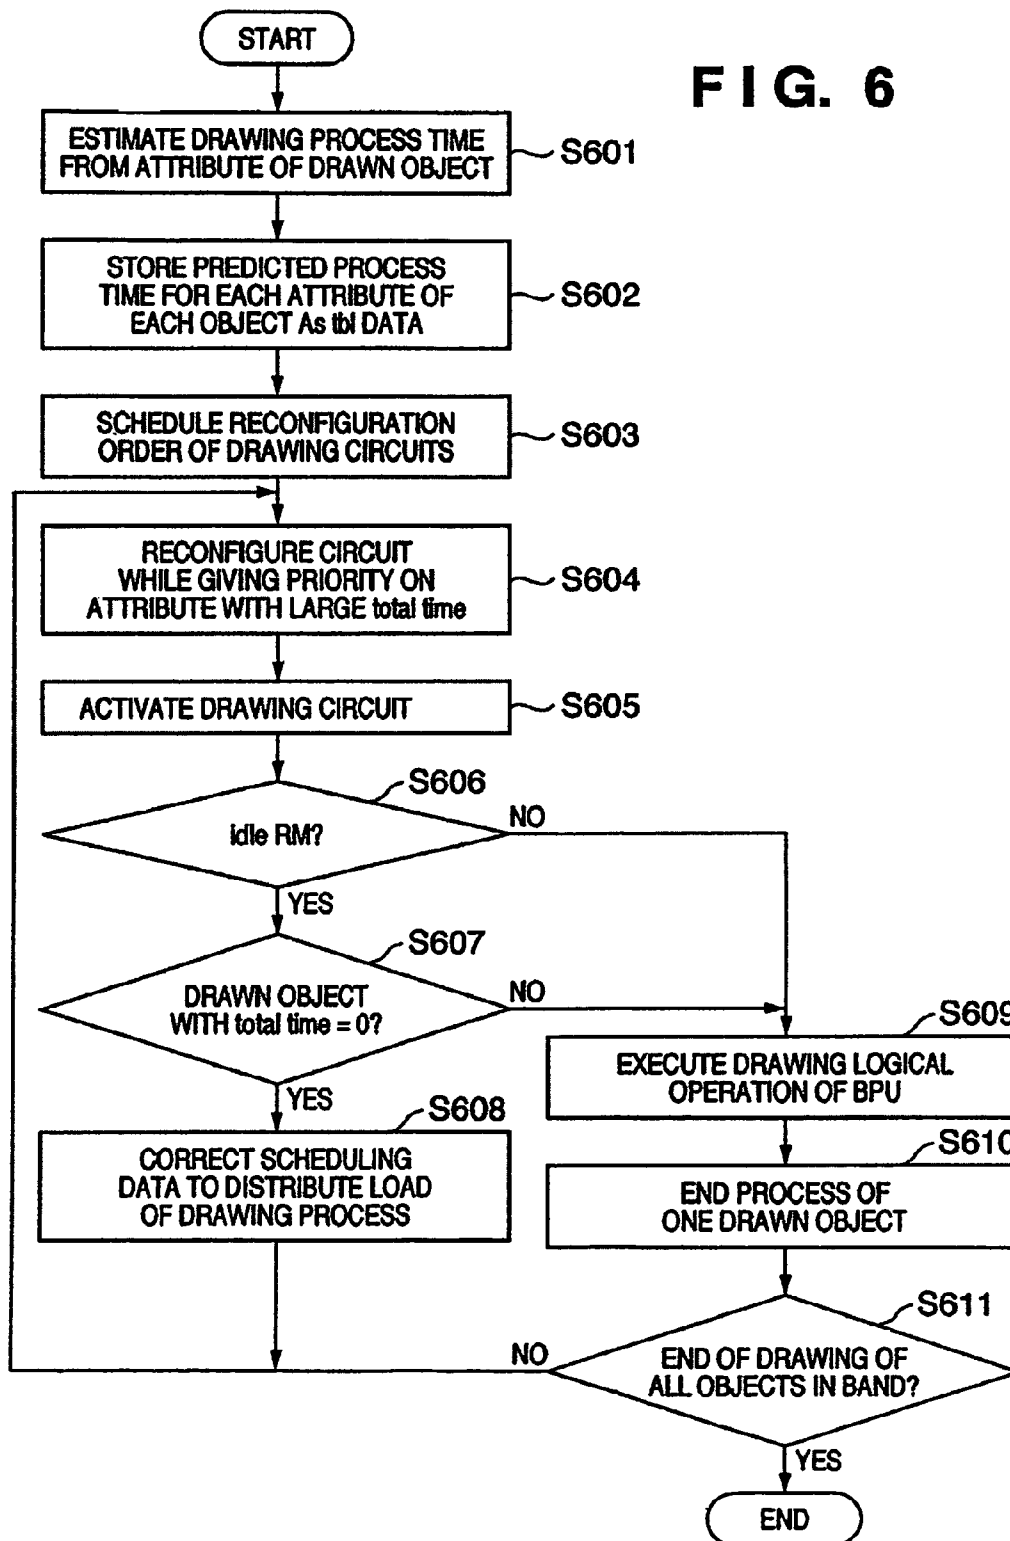 START
FIG. 6
ESTIMATE DRAWING PROCESS TIME
FROM ATTRIBUTE OF DRAWN OBJECT
S601
STORE PREDICTED PROCESS
TIME FOR EACH ATTRIBUTE OF
EACH OBJECT As tbl DATA
S602
SCHEDULE RECONFIGURATION
ORDER OF DRAWING CIRCUITS
S603
RECONFIGURE CIRCUIT
WHILE GIVING PRIORITY ON
ATTRIBUTE WITH LARGE total time
S604
ACTIVATE DRAWING CIRCUIT
S605
S606
idle RM?
NO
YES
S607
DRAWN OBJECT
WITH total time = 0?
NO
YES
S608
CORRECT SCHEDULING
DATA TO DISTRIBUTE LOAD
OF DRAWING PROCESS
S609
EXECUTE DRAWING LOGICAL
OPERATION OF BPU
S610
END PROCESS OF
ONE DRAWN OBJECT
S611
END OF DRAWING OF
ALL OBJECTS IN BAND?
NO
YES
END